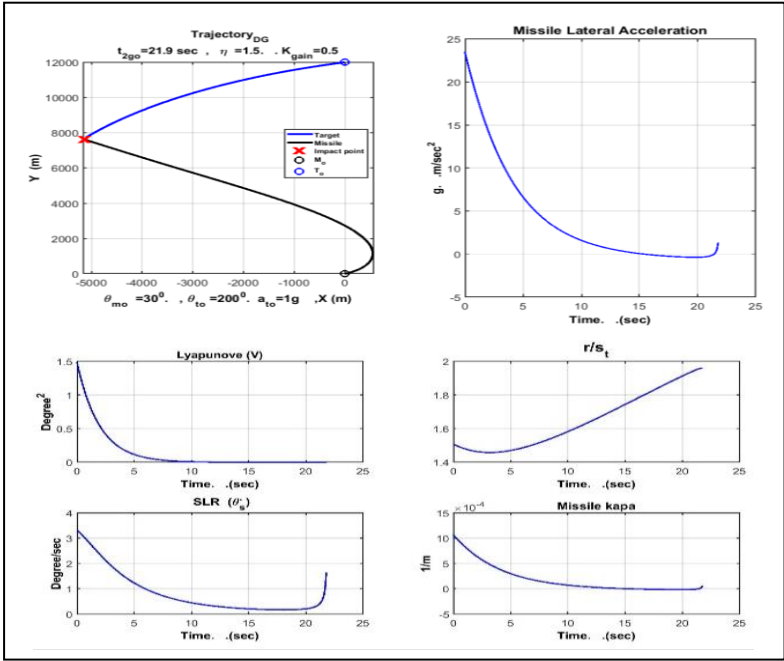 Trajectory_DG
t_2go=21.9 sec , η =1.5. . K_gain=0.5
12000
10000
8000
6000
4000
2000
0
Y (m)
Target
Missile
Impact point
M_o
T_o
-5000 -4000 -3000 -2000 -1000 0
θ_mo =30⁰. , θ_to =200⁰. a_to=1g ,X (m)
Missile Lateral Acceleration
25
20
15
10
5
0
-5
g. .m/sec²
0 5 10 15 20 25
Time. .(sec)
Lyapunove (V)
1.5
1
0.5
0
Degree²
0 5 10 15 20 25
Time. .(sec)
r/s_t
2
1.8
1.6
1.4
0 5 10 15 20 25
Time. .(sec)
SLR (θ̇_s)
4
3
2
1
0
Degree/sec
0 5 10 15 20 25
Time. .(sec)
Missile kapa
×10⁻⁴
15
10
5
0
-5
1/m
0 5 10 15 20 25
Time. .(sec)